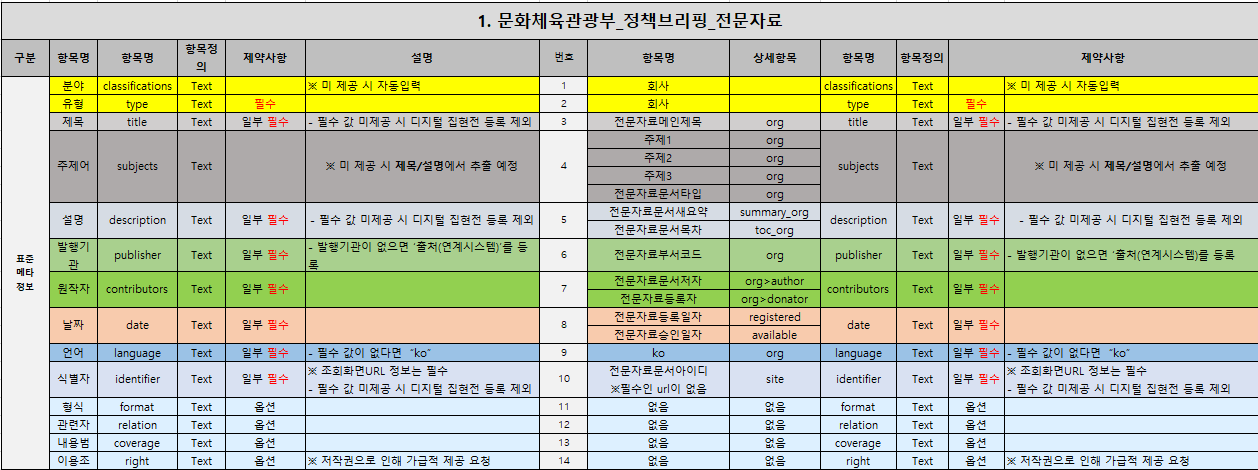 1. 문화체육관광부_정책브리핑_전문자료
구분 항목명 항목명 항목정의 제약사항 설명 번호 항목명 상세항목 항목명 항목정의 제약사항
표준 메타 정보
분야 classifications Text ※ 미 제공 시 자동입력 1 회사 classifications Text ※ 미 제공 시 자동입력
유형 type Text 필수 2 회사 type Text 필수
제목 title Text 일부 필수 - 필수 값 미제공 시 디지털 집현전 등록 제외 3 전문자료메인제목 org title Text 일부 필수 - 필수 값 미제공 시 디지털 집현전 등록 제외
주제어 subjects Text ※ 미 제공 시 제목/설명에서 추출 예정 4 주제1 org subjects Text ※ 미 제공 시 제목/설명에서 추출 예정
주제2 org
주제3 org
전문자료문서타입 org
설명 description Text 일부 필수 - 필수 값 미제공 시 디지털 집현전 등록 제외 5 전문자료문서새요약 summary_org description Text 일부 필수 - 필수 값 미제공 시 디지털 집현전 등록 제외
전문자료문서목차 toc_org
발행기관 publisher Text 일부 필수 - 발행기관이 없으면 '출처(연계시스템)'를 등록 6 전문자료부서코드 org publisher Text 일부 필수 - 발행기관이 없으면 '출처(연계시스템)'를 등록
원작자 contributors Text 일부 필수 7 전문자료문서저자 org>author contributors Text 일부 필수
전문자료등록자 org>donator
날짜 date Text 일부 필수 8 전문자료등록일자 registered date Text 일부 필수
전문자료승인일자 available
언어 language Text 일부 필수 - 필수 값이 없다면 "ko" 9 ko org language Text 일부 필수 - 필수 값이 없다면 "ko"
식별자 identifier Text 일부 필수 ※ 조회화면URL 정보는 필수 10 전문자료문서아이디 site identifier Text 일부 필수 ※ 조회화면URL 정보는 필수
- 필수 값 미제공 시 디지털 집현전 등록 제외 ※필수인 url이 없음 - 필수 값 미제공 시 디지털 집현전 등록 제외
형식 format Text 옵션 11 없음 없음 format Text 옵션
관련자 relation Text 옵션 12 없음 없음 relation Text 옵션
내용범 coverage Text 옵션 13 없음 없음 coverage Text 옵션
이용조 right Text 옵션 ※ 저작권으로 인해 가급적 제공 요청 14 없음 없음 right Text 옵션 ※ 저작권으로 인해 가급적 제공 요청